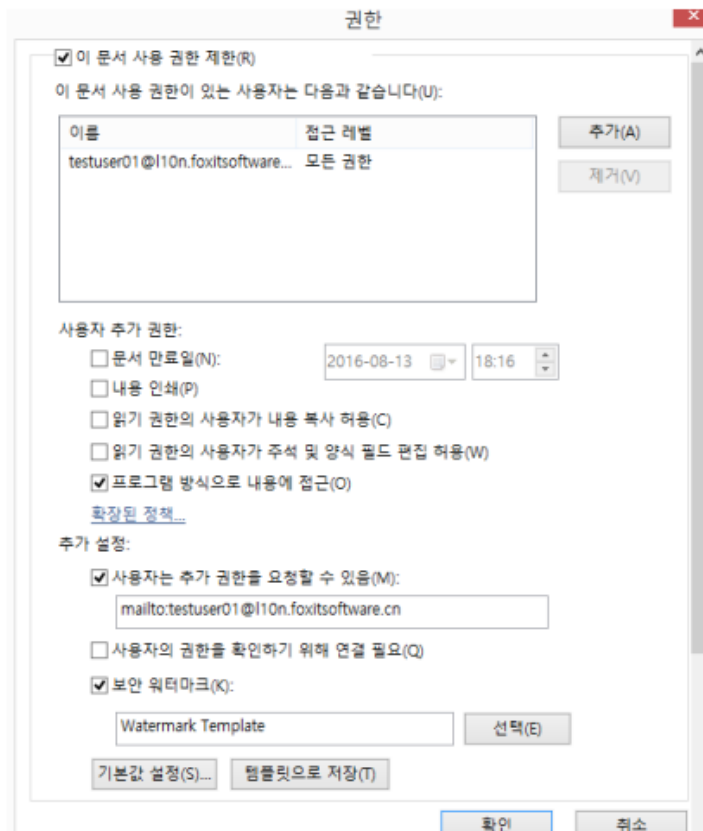 권한
이 문서 사용 권한 제한(R)
이 문서 사용 권한이 있는 사용자는 다음과 같습니다(U):
이름 접근 레벨 추가(A)
testuser01@l10n.foxitsoftware... 모든 권한 제거(V)
사용자 추가 권한:
문서 만료일(N): 2016-08-13 18:16
내용 인쇄(P)
읽기 권한의 사용자가 내용 복사 허용(C)
읽기 권한의 사용자가 주석 및 양식 필드 편집 허용(W)
프로그램 방식으로 내용에 접근(O)
확장된 정책...
추가 설정:
사용자는 추가 권한를 요청할 수 있음(M):
mailto:testuser01@l10n.foxitsoftware.cn
사용자의 권한을 확인하기 위해 연결 필요(Q)
보안 워터마크(K):
Watermark Template 선택(E)
기본값 설정(S)... 템플릿으로 저장(T)
확인 취소